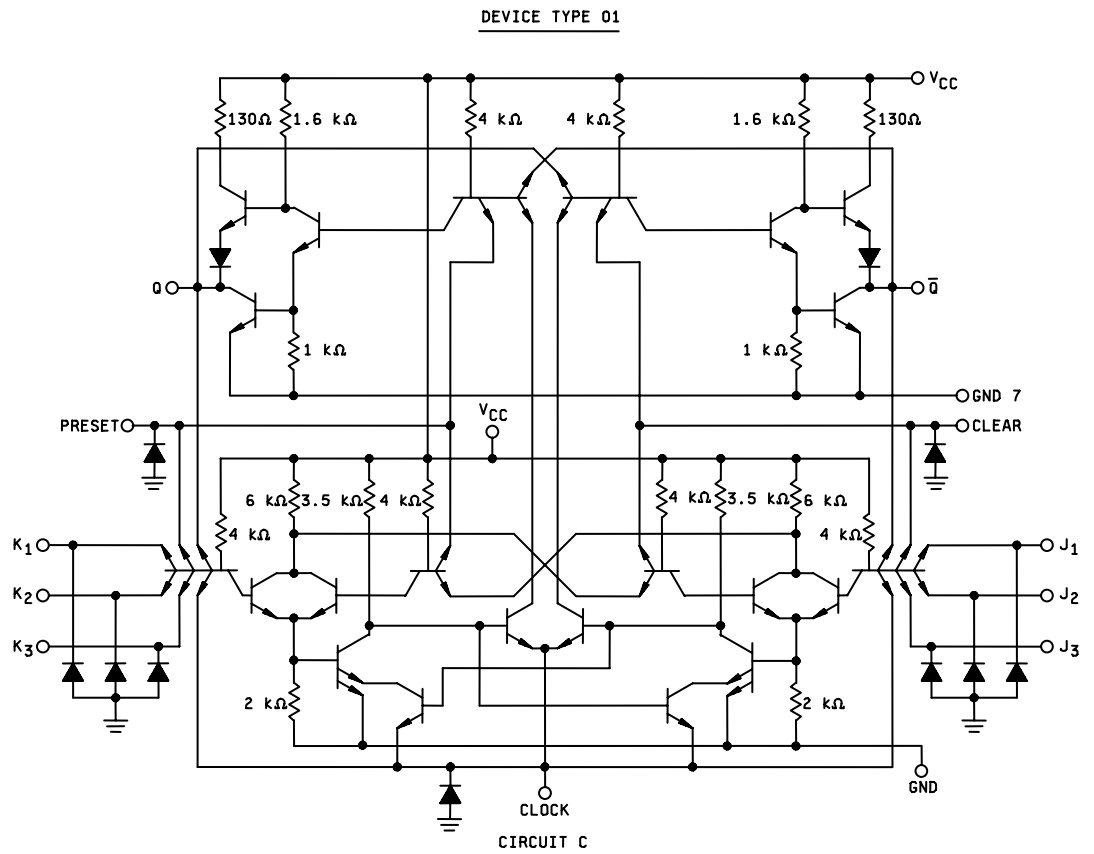 DEVICE TYPE 01
VCC
130Ω 1.6 kΩ 4 kΩ 4 kΩ 1.6 kΩ 130Ω
Q Q̅
1 kΩ 1 kΩ
GND 7
PRESET VCC CLEAR
6 kΩ 3.5 kΩ 4 kΩ 4 kΩ 3.5 kΩ 6 kΩ
4 kΩ 4 kΩ
K1 J1
K2 J2
K3 J3
2 kΩ 2 kΩ
GND
CLOCK
CIRCUIT C